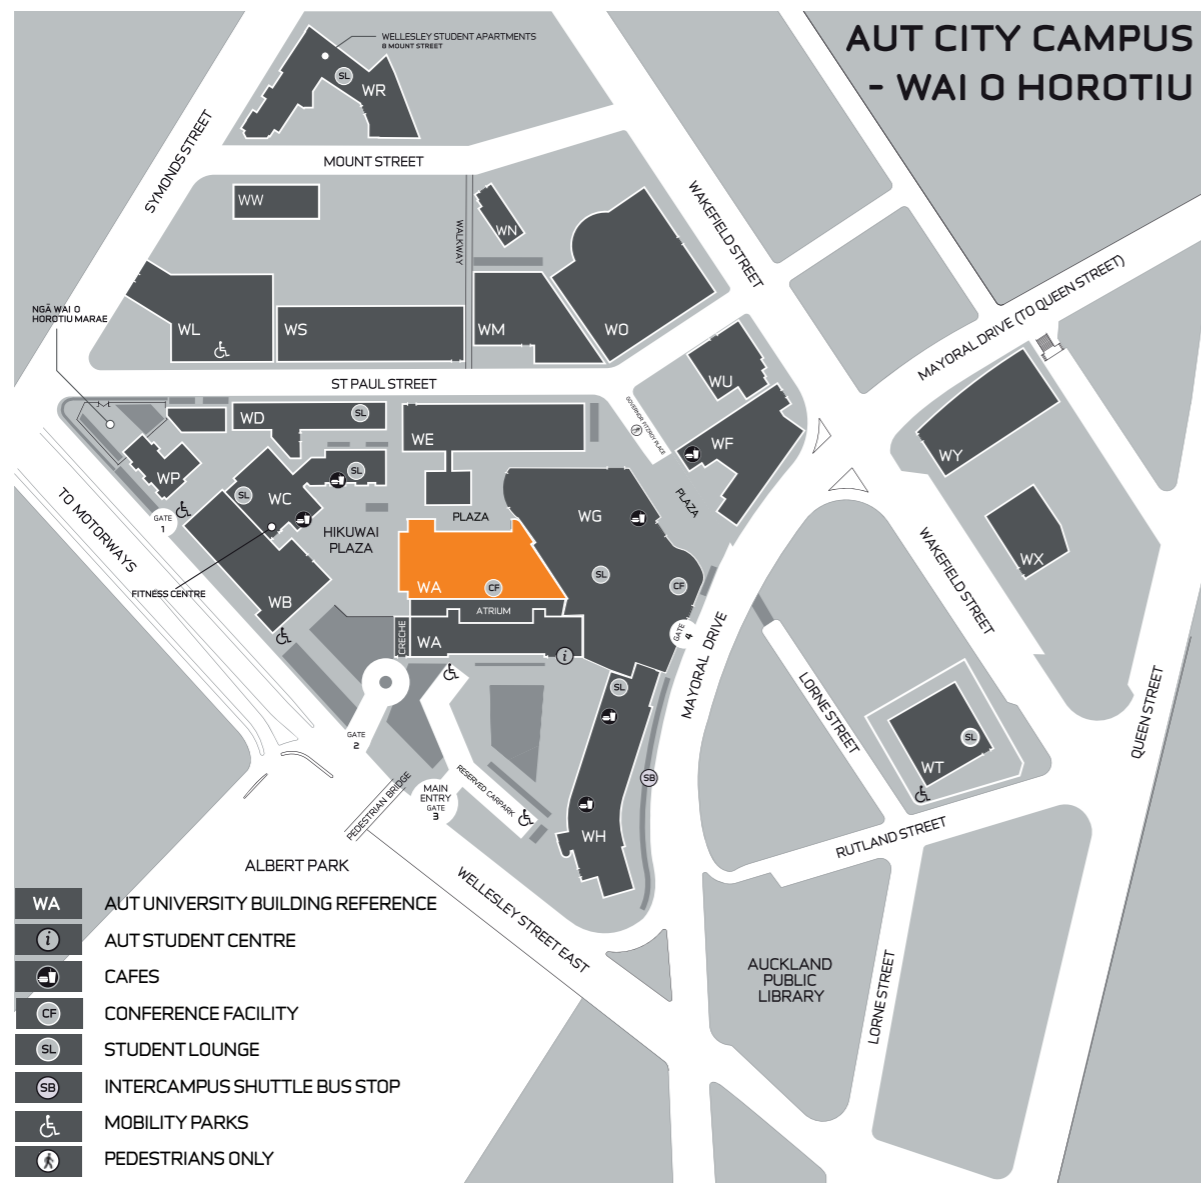 AUT CITY CAMPUS
- WAI O HOROTIU
WELLESLEY STUDENT APARTMENTS
8 MOUNT STREET
SL
WR
SYMONDS STREET
MOUNT STREET
WW
WALKWAY
WN
WAKEFIELD STREET
NGĀ WAI O
HOROTIU MARAE
WL
WS
WM
WO
MAYORAL DRIVE (TO QUEEN STREET)
ST PAUL STREET
WU
GOVERNOR FITZROY PLACE
WD
SL
WE
WF
WY
WP
SL
WC
SL
PLAZA
WG
PLAZA
GATE
1
TO MOTORWAYS
HIKUWAI
PLAZA
WAKEFIELD STREET
WX
FITNESS CENTRE
WB
WA
CF
SL
CF
ATRIUM
CRECHE
WA
i
GATE
4
MAYORAL DRIVE
SL
LORNE STREET
QUEEN STREET
GATE
2
SL
WT
SB
PEDESTRIAN BRIDGE
MAIN
ENTRY
GATE
3
RESERVED CARPARK
WH
RUTLAND STREET
ALBERT PARK
WELLESLEY STREET EAST
AUCKLAND
PUBLIC
LIBRARY
LORNE STREET
WA AUT UNIVERSITY BUILDING REFERENCE
i AUT STUDENT CENTRE
CAFES
CF CONFERENCE FACILITY
SL STUDENT LOUNGE
SB INTERCAMPUS SHUTTLE BUS STOP
MOBILITY PARKS
PEDESTRIANS ONLY